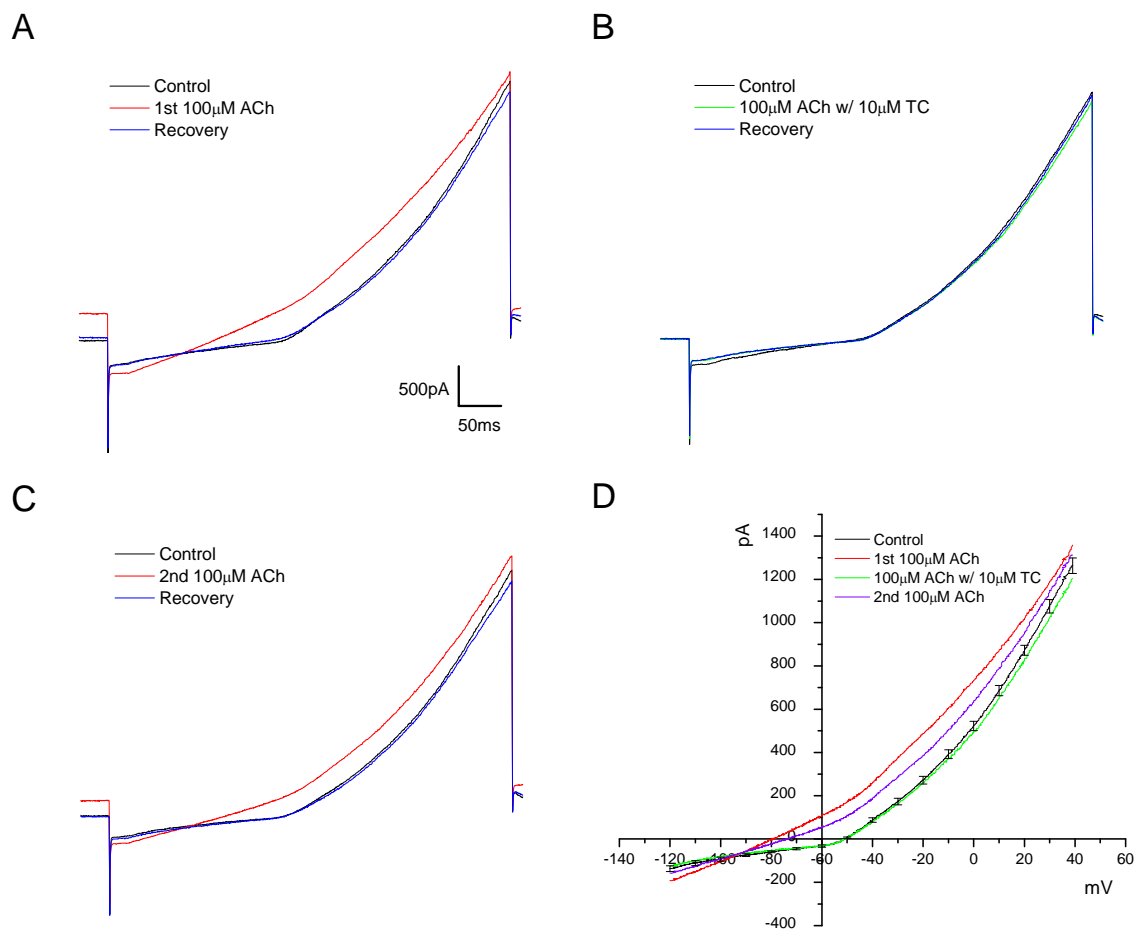 A
Control
1st 100μM ACh
Recovery
500pA
50ms
B
Control
100μM ACh w/ 10μM TC
Recovery
C
Control
2nd 100μM ACh
Recovery
D
pA
Control
1st 100μM ACh
100μM ACh w/ 10μM TC
2nd 100μM ACh
1400
1200
1000
800
600
400
200
0
-200
-400
-140 -120 -100 -80 -60 -40 -20 0 20 40 60
mV